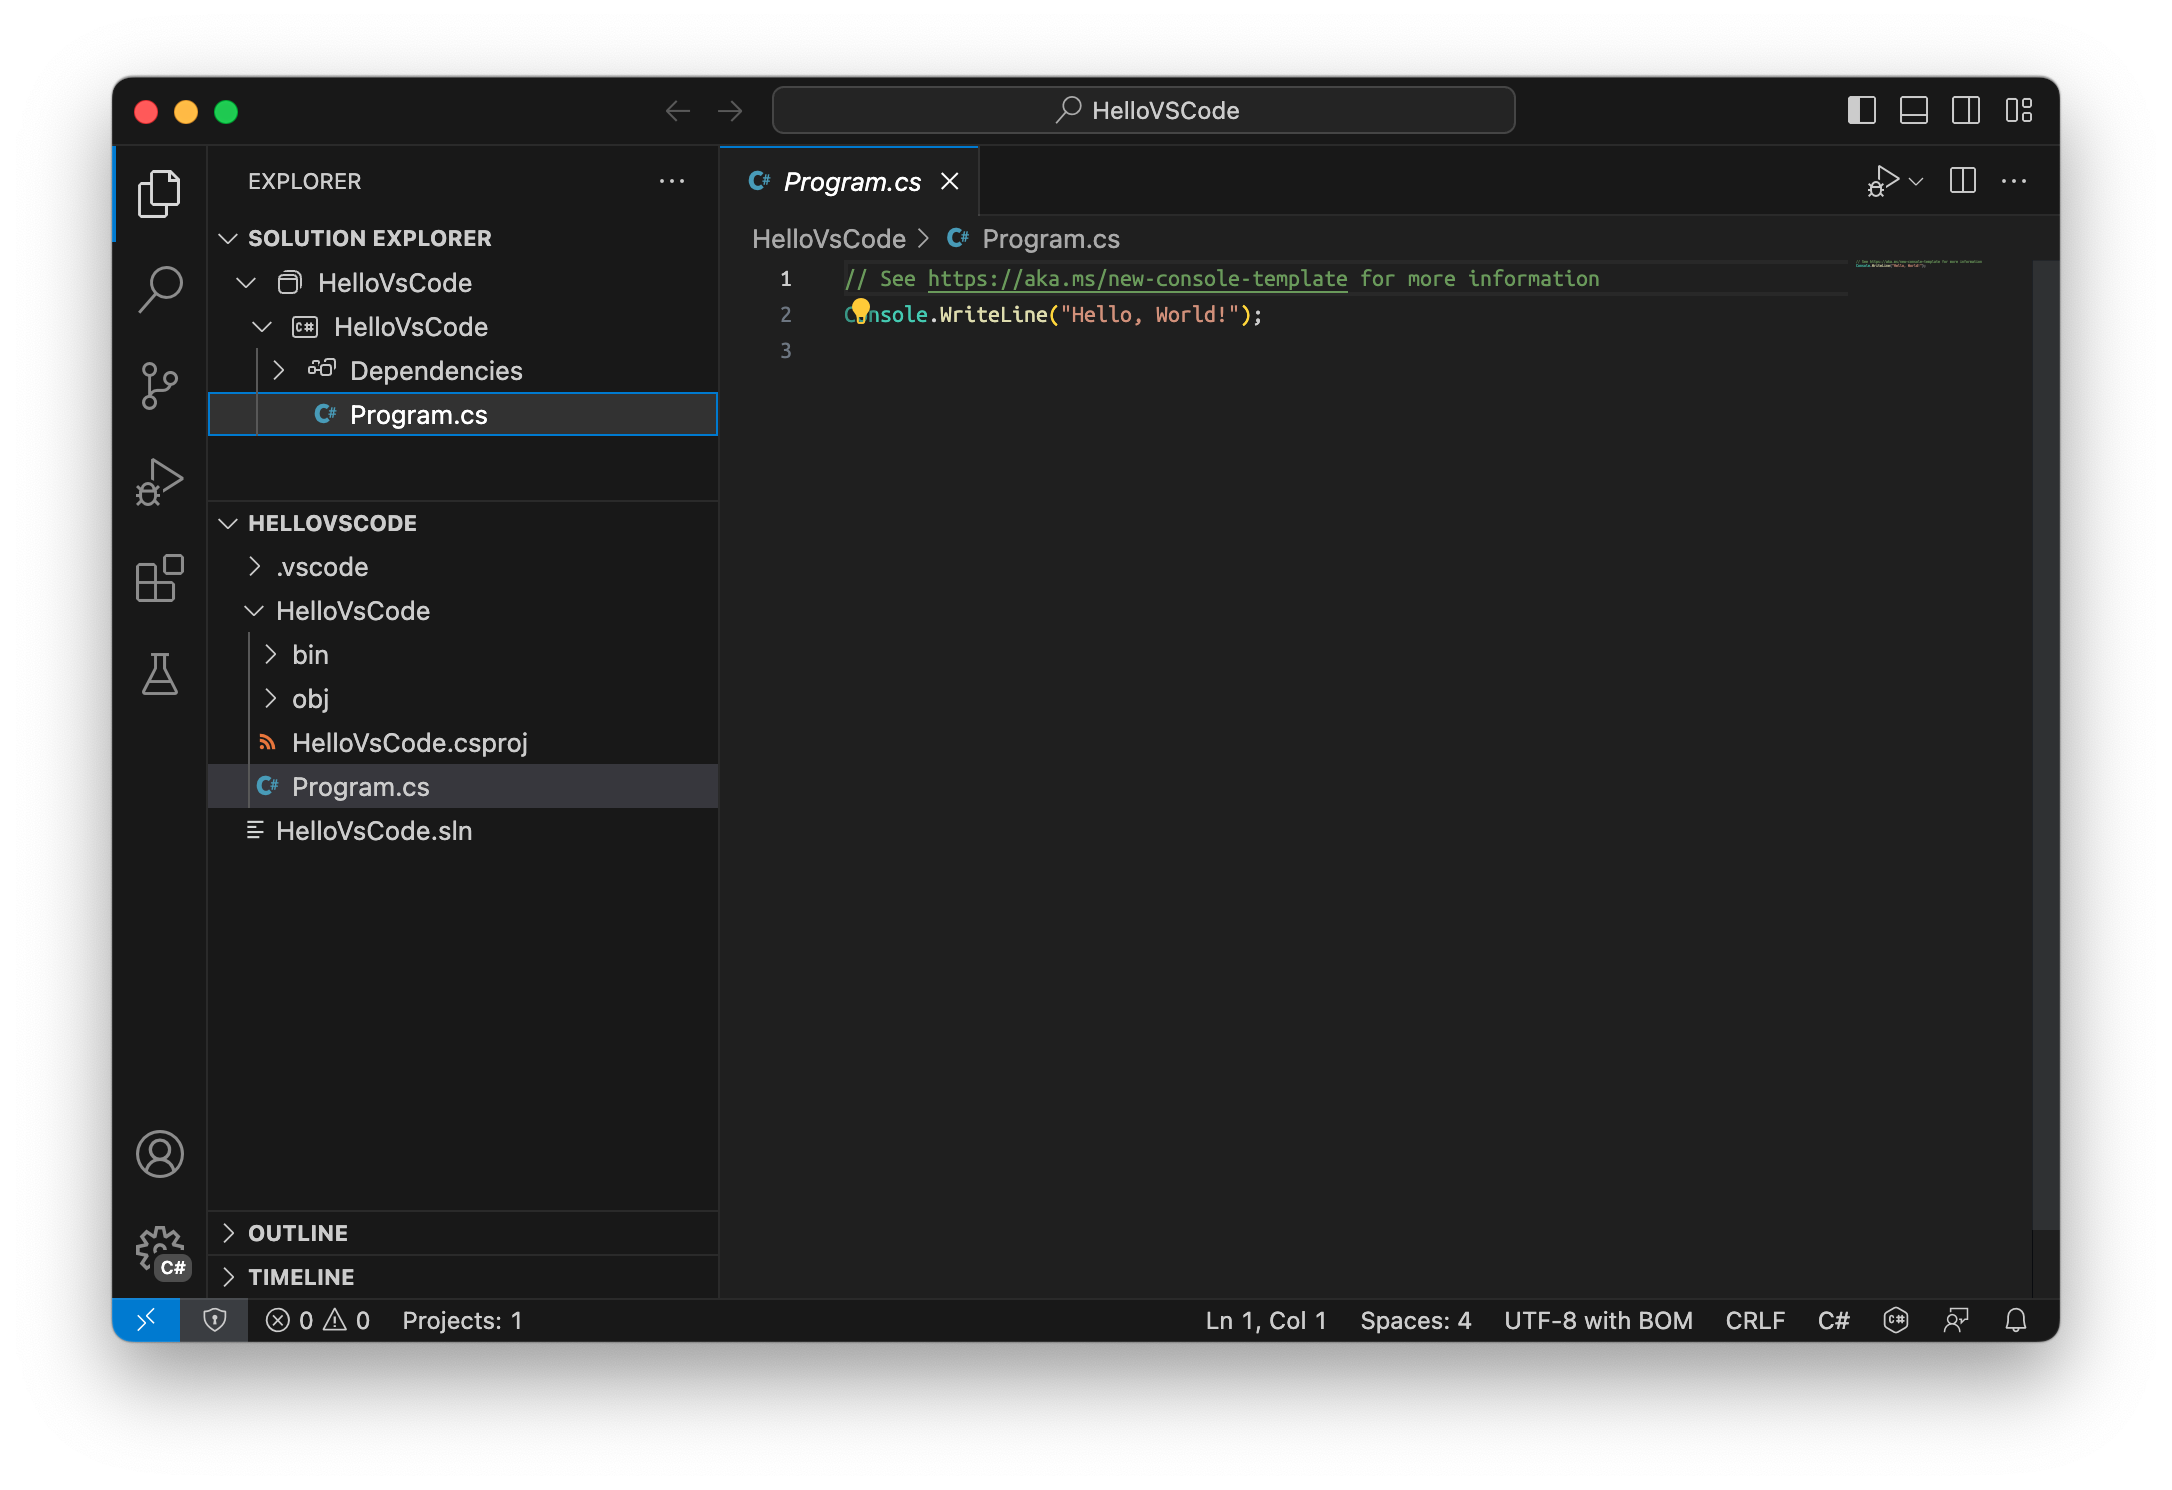 HelloVSCode
EXPLORER
SOLUTION EXPLORER
HelloVsCode
C# HelloVsCode
Dependencies
C# Program.cs
HELLOVSCODE
.vscode
HelloVsCode
bin
obj
HelloVsCode.csproj
C# Program.cs
HelloVsCode.sln
OUTLINE
TIMELINE
C#
C# Program.cs
HelloVsCode > C# Program.cs
1 // See https://aka.ms/new-console-template for more information
2 Console.WriteLine("Hello, World!");
3
0 0 Projects: 1
Ln 1, Col 1 Spaces: 4 UTF-8 with BOM CRLF C# C#